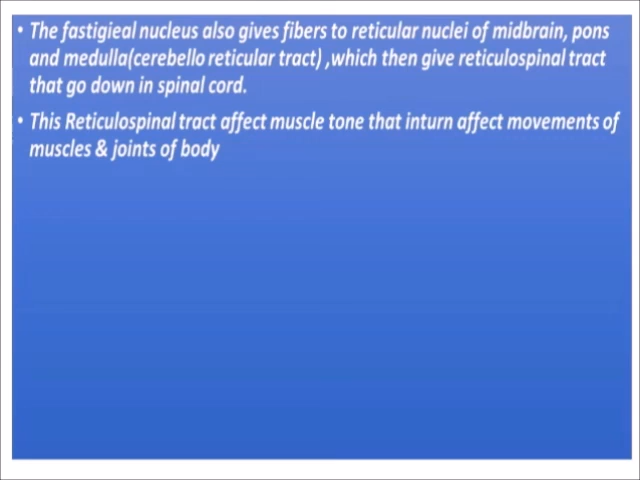 • The fastigieal nucleus also gives fibers to reticular nuclei of midbrain, pons
and medulla(cerebello reticular tract) ,which then give reticulospinal tract
that go down in spinal cord.
• This Reticulospinal tract affect muscle tone that inturn affect movements of
muscles & joints of body